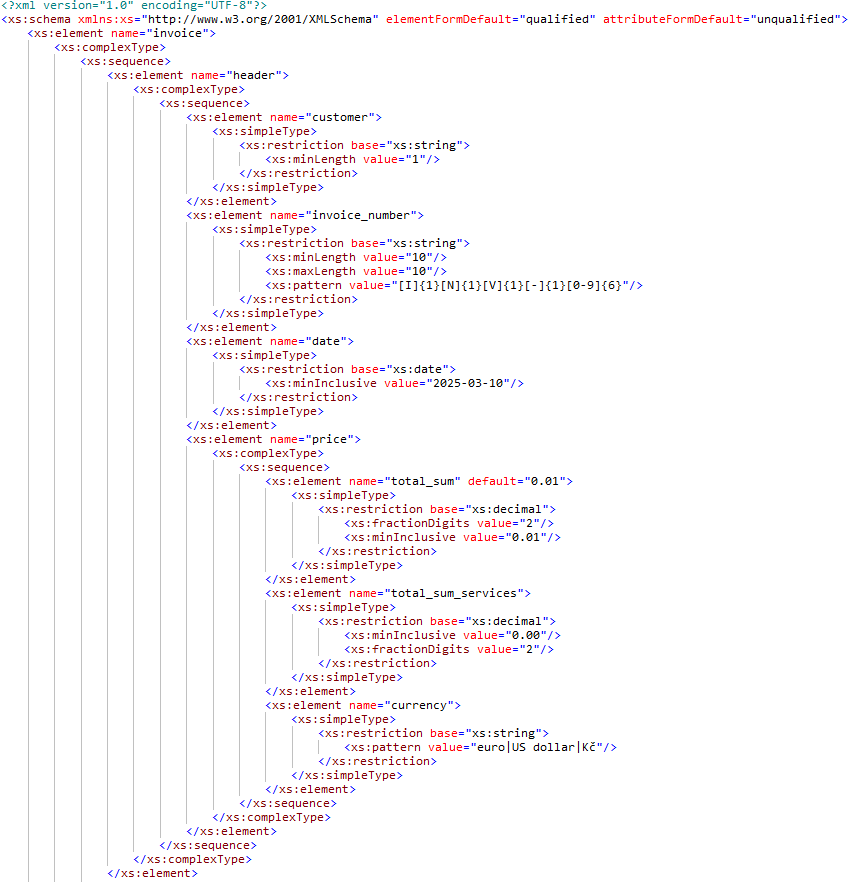 <?xml version="1.0" encoding="UTF-8"?>
<xs:schema xmlns:xs="http://www.w3.org/2001/XMLSchema" elementFormDefault="qualified" attributeFormDefault="unqualified">
<xs:element name="invoice">
<xs:complexType>
<xs:sequence>
<xs:element name="header">
<xs:complexType>
<xs:sequence>
<xs:element name="customer">
<xs:simpleType>
<xs:restriction base="xs:string">
<xs:minLength value="1"/>
</xs:restriction>
</xs:simpleType>
</xs:element>
<xs:element name="invoice_number">
<xs:simpleType>
<xs:restriction base="xs:string">
<xs:minLength value="10"/>
<xs:maxLength value="10"/>
<xs:pattern value="[I]{1}[N]{1}[V]{1}[-]{1}[0-9]{6}"/>
</xs:restriction>
</xs:simpleType>
</xs:element>
<xs:element name="date">
<xs:simpleType>
<xs:restriction base="xs:date">
<xs:minInclusive value="2025-03-10"/>
</xs:restriction>
</xs:simpleType>
</xs:element>
<xs:element name="price">
<xs:complexType>
<xs:sequence>
<xs:element name="total_sum" default="0.01">
<xs:simpleType>
<xs:restriction base="xs:decimal">
<xs:fractionDigits value="2"/>
<xs:minInclusive value="0.01"/>
</xs:restriction>
</xs:simpleType>
</xs:element>
<xs:element name="total_sum_services">
<xs:simpleType>
<xs:restriction base="xs:decimal">
<xs:minInclusive value="0.00"/>
<xs:fractionDigits value="2"/>
</xs:restriction>
</xs:simpleType>
</xs:element>
<xs:element name="currency">
<xs:simpleType>
<xs:restriction base="xs:string">
<xs:pattern value="euro|US dollar|Kč"/>
</xs:restriction>
</xs:simpleType>
</xs:element>
</xs:sequence>
</xs:complexType>
</xs:element>
</xs:sequence>
</xs:complexType>
</xs:element>